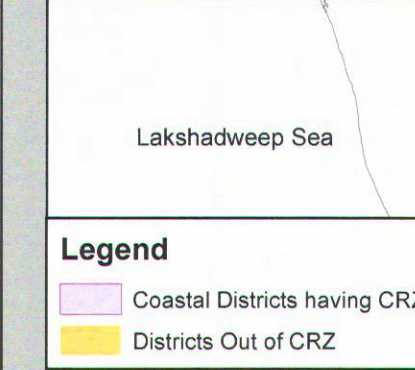 Lakshadweep Sea
Legend
Coastal Districts having CRZ
Districts Out of CRZ